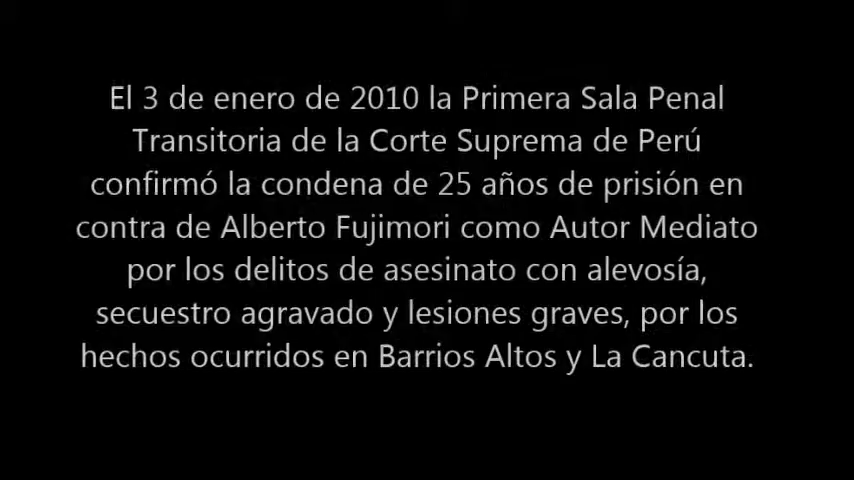 El 3 de enero de 2010 la Primera Sala Penal
Transitoria de la Corte Suprema de Perú
confirmó la condena de 25 años de prisión en
contra de Alberto Fujimori como Autor Mediato
por los delitos de asesinato con alevosía,
secuestro agravado y lesiones graves, por los
hechos ocurridos en Barrios Altos y La Cancuta.